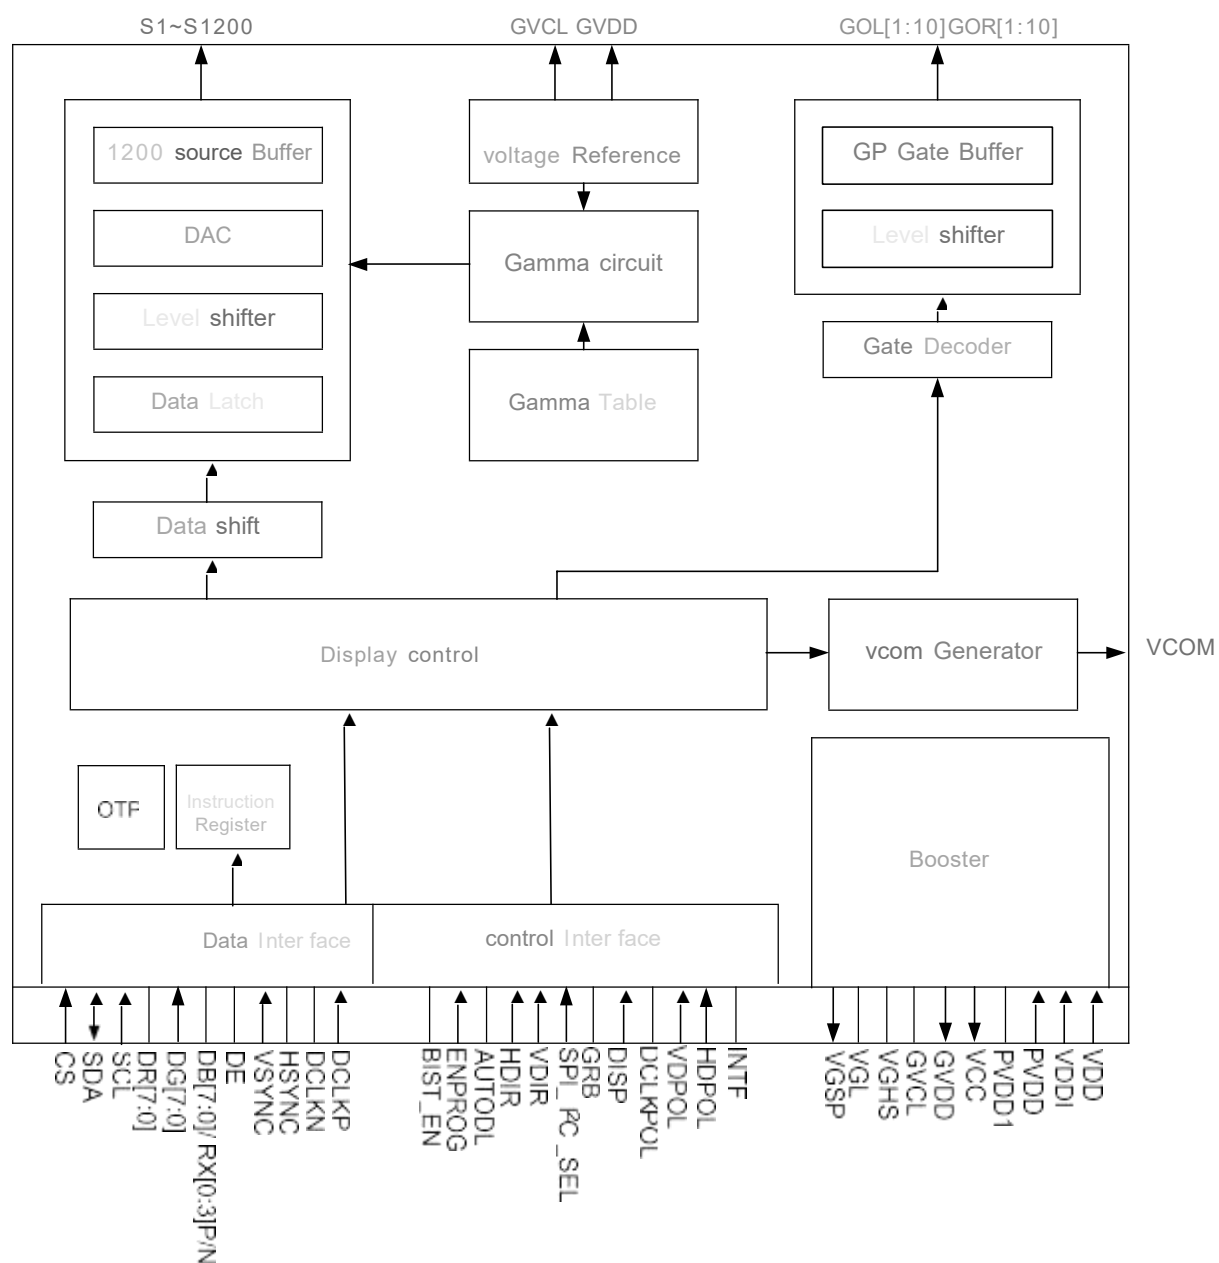 S1~S1200
GVCL GVDD
GOL[1:10]GOR[1:10]
1200 source Buffer
voltage Reference
GP Gate Buffer
DAC
Level shifter
Gamma circuit
Level shifter
Gate Decoder
Data Latch
Gamma Table
Data shift
Display control
vcom Generator
VCOM
OTP
Instruction
Register
Booster
Data Inter face
control Inter face
CS
SDA
SCL
DR[7:0]
DG[7:0]
DB[7:0]/ RX[0:3]P/N
DE
VSYNC
HSYNC
DCLKN
DCLKP
BIST_EN
ENPROG
AUTODL
HDIR
VDIR
GRB
DISP
DCLKPOL
VDPOL
HDPOL
INTF
VGSP
VGL
VGHS
GVCL
GVDD
VCC
PVDD1
PVDD
VDDI
VDD